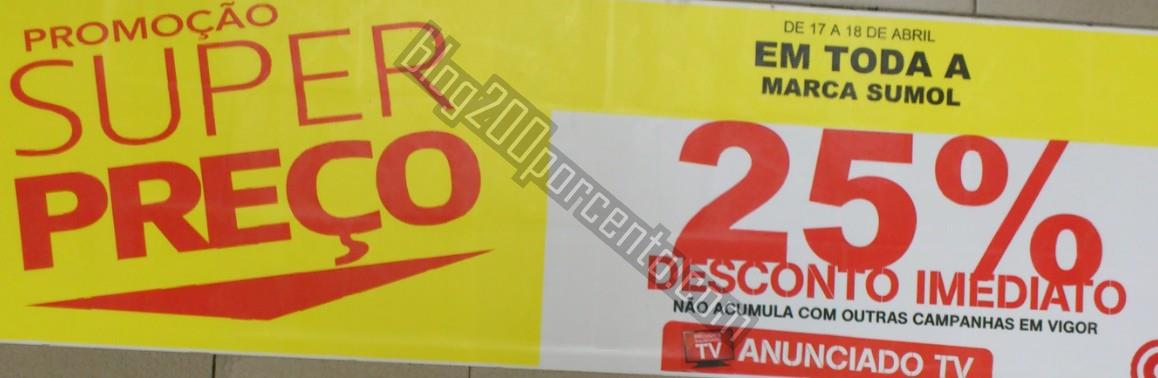 PROMOÇÃO
SUPER
PREÇO
DE 17 A 18 DE ABRIL
EM TODA A
MARCA SUMOL
25%
DESCONTO IMEDIATO
NÃO ACUMULA COM OUTRAS CAMPANHAS EM VIGOR
TV
ANUNCIADO TV
blog200porcento.com